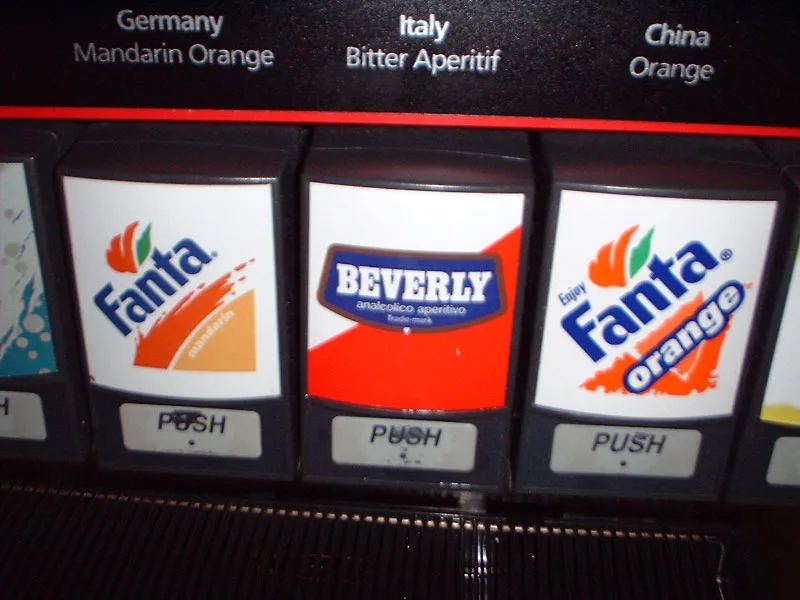 Germany
Mandarin Orange
Italy
Bitter Aperitif
China
Orange
Fanta
mandarin
PUSH
BEVERLY
analcolico aperitivo
Trade-mark
PUSH
Enjoy
Fanta®
orange
PUSH
H